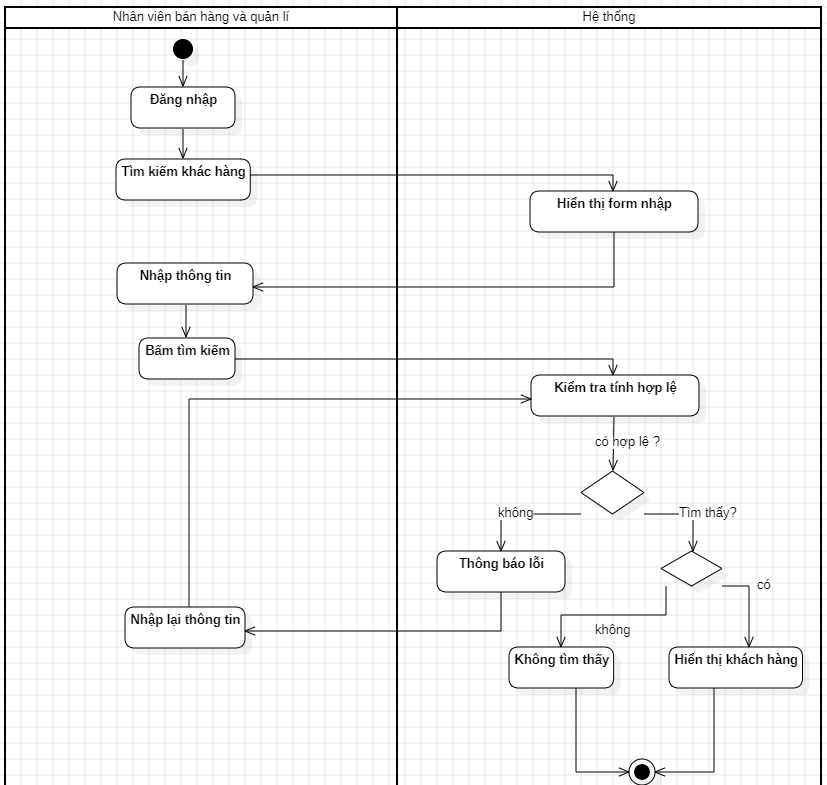 Nhân viên bán hàng và quản lí
Hệ thống
Đăng nhập
Tìm kiếm khác hàng
Hiển thị form nhập
Nhập thông tin
Bấm tìm kiếm
Kiểm tra tính hợp lệ
có hợp lệ ?
không
Tìm thấy?
Thông báo lỗi
có
Nhập lại thông tin
không
Không tìm thấy
Hiển thị khách hàng